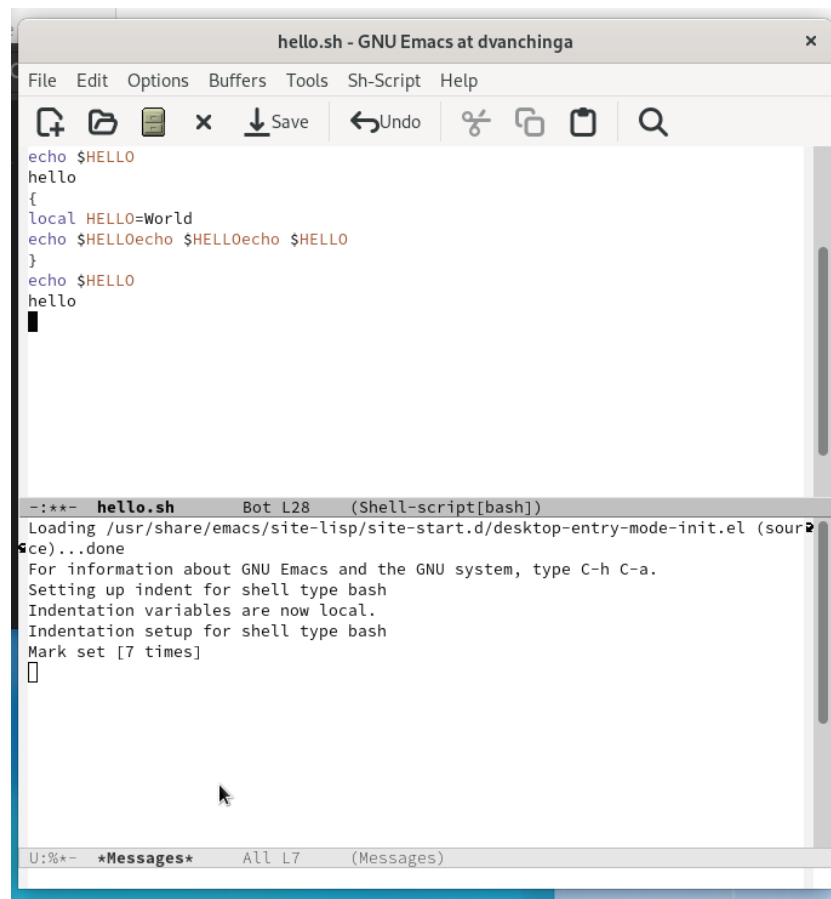 hello.sh - GNU Emacs at dvanchinga
File Edit Options Buffers Tools Sh-Script Help
Save Undo
echo $HELLO
hello
{
local HELLO=World
echo $HELLOecho $HELLOecho $HELLO
}
echo $HELLO
hello
-:**- hello.sh Bot L28 (Shell-script[bash])
Loading /usr/share/emacs/site-lisp/site-start.d/desktop-entry-mode-init.el (sour
ce)...done
For information about GNU Emacs and the GNU system, type C-h C-a.
Setting up indent for shell type bash
Indentation variables are now local.
Indentation setup for shell type bash
Mark set [7 times]
U:%*- *Messages* All L7 (Messages)